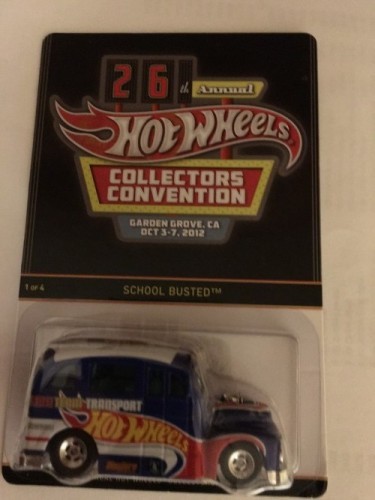 26th Annual
HOT WHEELS
COLLECTORS
CONVENTION
GARDEN GROVE, CA
OCT 3-7, 2012
1 OF 4
SCHOOL BUSTED™
TEAM TRANSPORT
HOT WHEELS